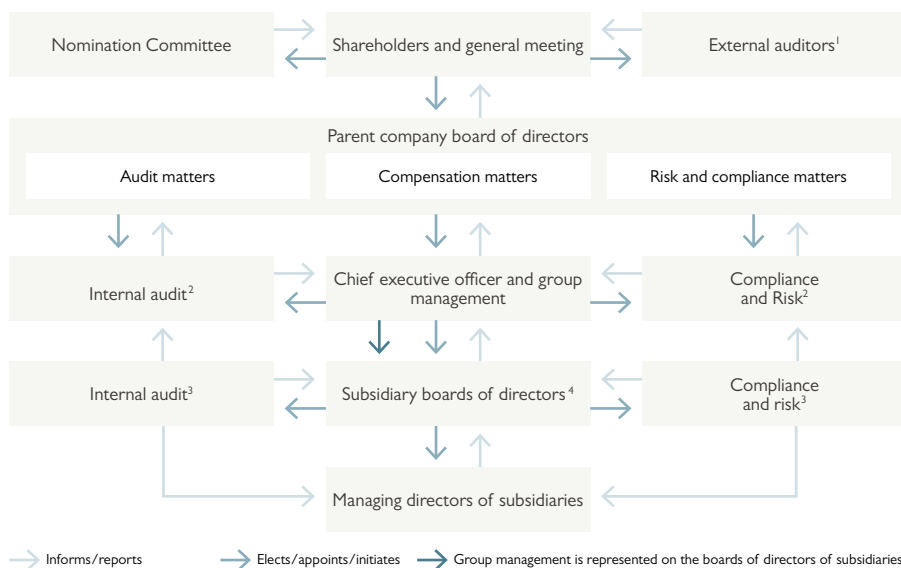 Nomination Committee
Shareholders and general meeting
External auditors¹
Parent company board of directors
Audit matters
Compensation matters
Risk and compliance matters
Internal audit²
Chief executive officer and group
management
Compliance
and Risk²
Internal audit³
Subsidiary boards of directors⁴
Compliance
and risk³
Managing directors of subsidiaries
Informs/reports
Elects/appoints/initiates
Group management is represented on the boards of directors of subsidiaries